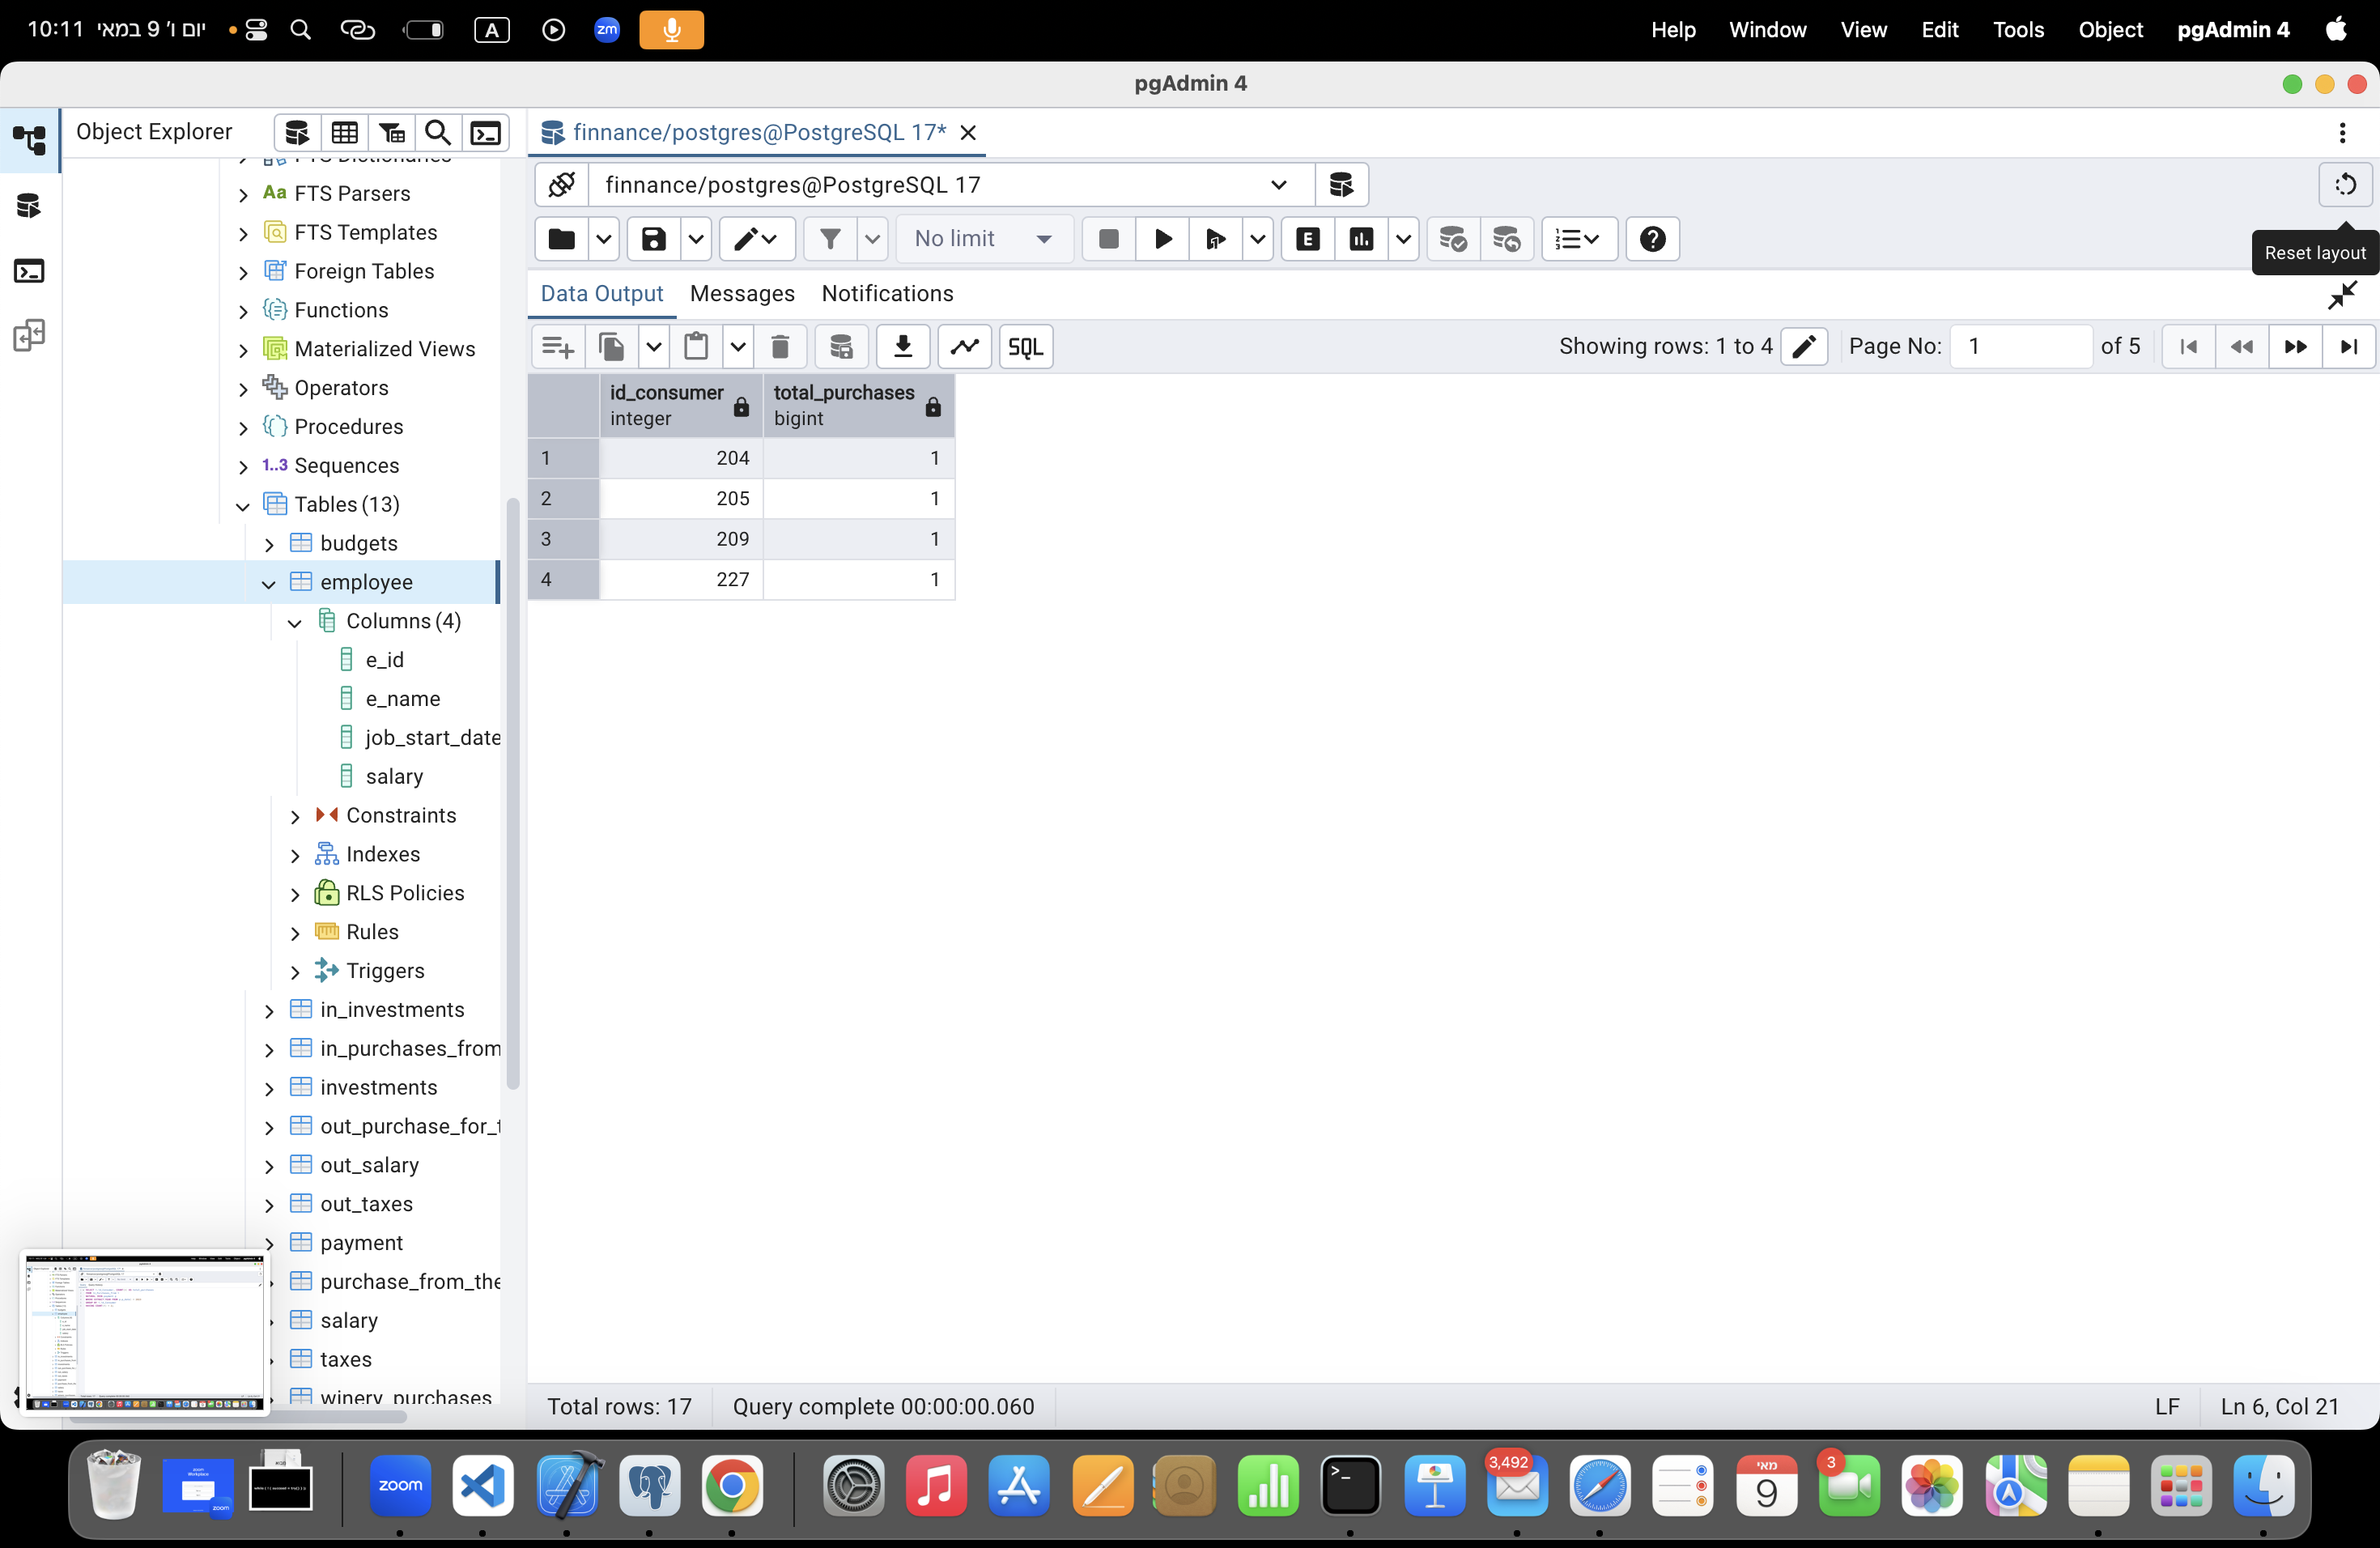 10:11 יום ו' 9 במאי
A
zm
Help Window View Edit Tools Object pgAdmin 4
pgAdmin 4
Object Explorer
finnance/postgres@PostgreSQL 17*
finnance/postgres@PostgreSQL 17
No limit
E
Reset layout
Data Output Messages Notifications
SQL
Showing rows: 1 to 4 Page No: 1 of 5
id_consumer
integer
total_purchases
bigint
1 204 1
2 205 1
3 209 1
4 227 1
FTS Dictionaries
Aa FTS Parsers
FTS Templates
Foreign Tables
Functions
Materialized Views
Operators
Procedures
1..3 Sequences
Tables (13)
budgets
employee
Columns (4)
e_id
e_name
job_start_date
salary
Constraints
Indexes
RLS Policies
Rules
Triggers
in_investments
in_purchases_from
investments
out_purchase_for_t
out_salary
out_taxes
payment
purchase_from_the
salary
taxes
winery_purchases
Total rows: 17 Query complete 00:00:00.060 LF Ln 6, Col 21
zoom
3,492
מאי
9
3